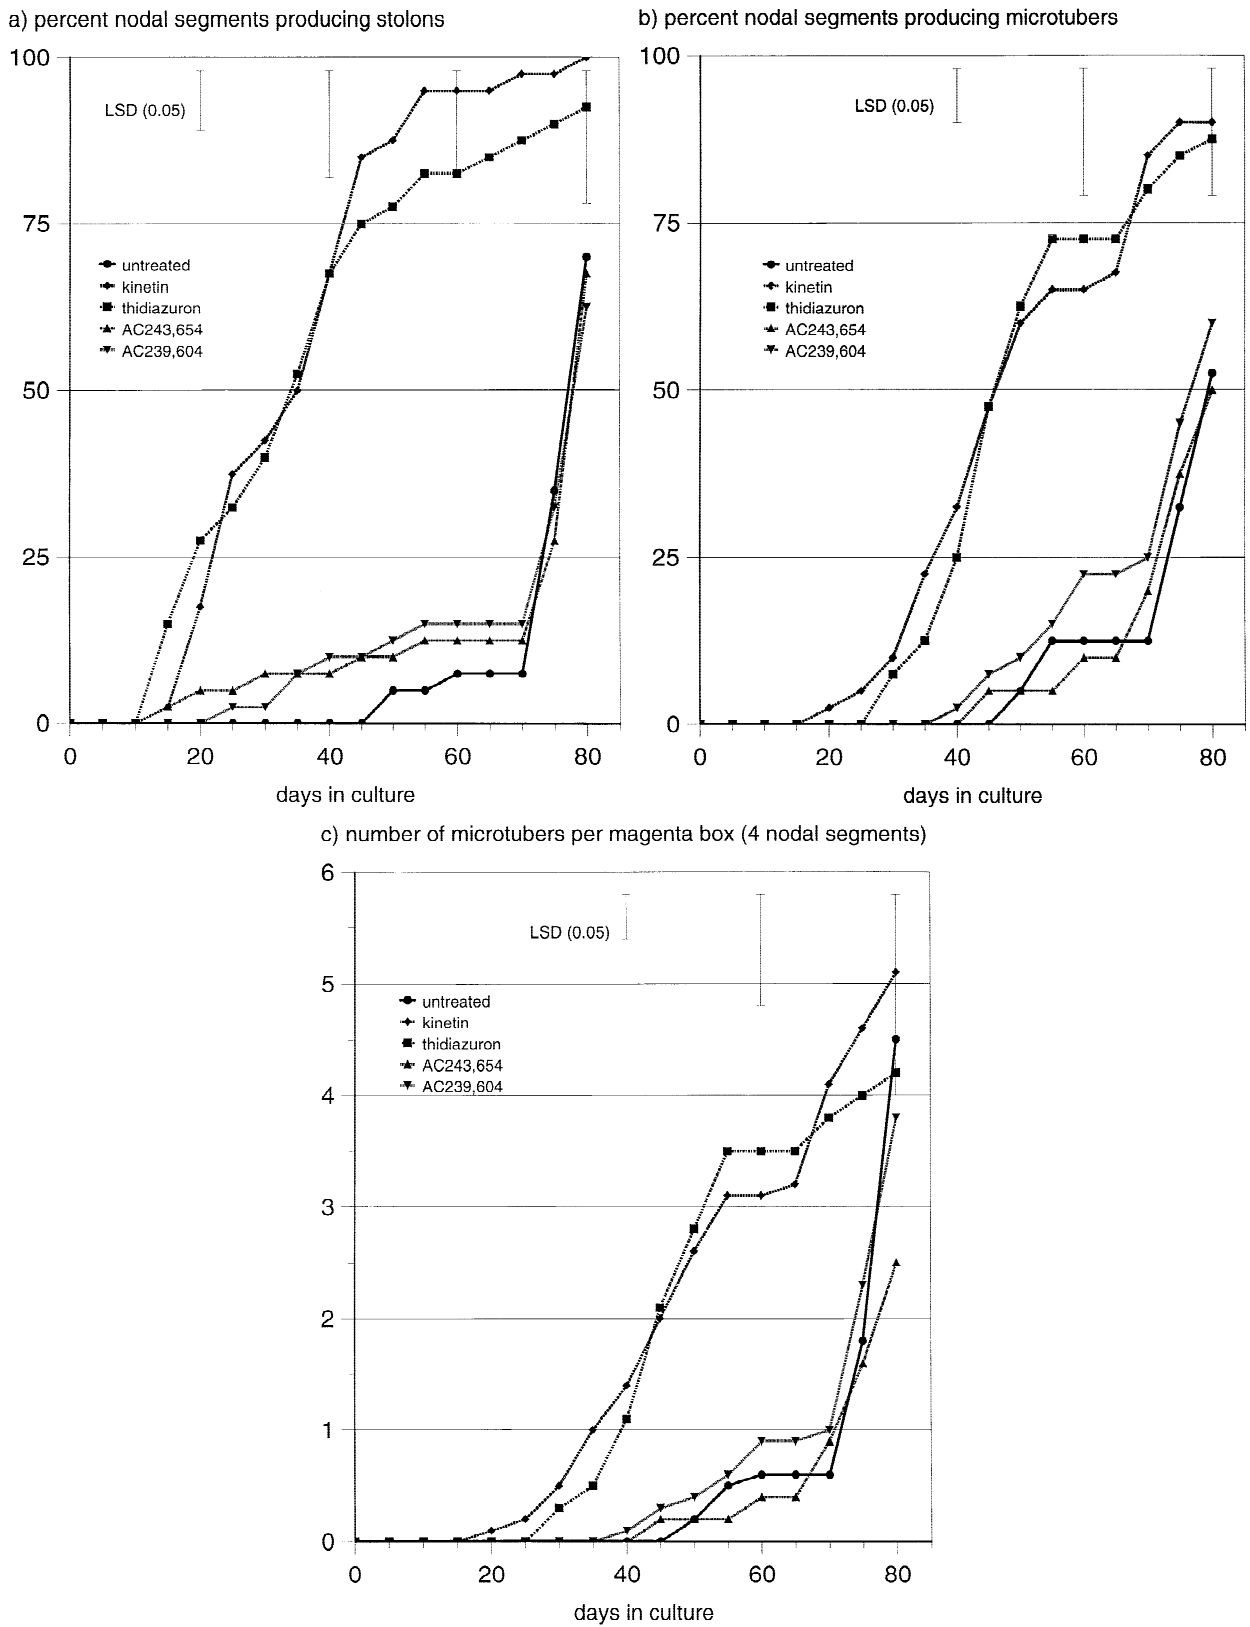 a) percent nodal segments producing stolons
100
75
50
25
0
LSD (0.05)
untreated
kinetin
thidiazuron
AC243,654
AC239,604
0 20 40 60 80
days in culture
b) percent nodal segments producing microtubers
100
75
50
25
0
LSD (0.05)
untreated
kinetin
thidiazuron
AC243,654
AC239,604
0 20 40 60 80
days in culture
c) number of microtubers per magenta box (4 nodal segments)
6
5
4
3
2
1
0
LSD (0.05)
untreated
kinetin
thidiazuron
AC243,654
AC239,604
0 20 40 60 80
days in culture